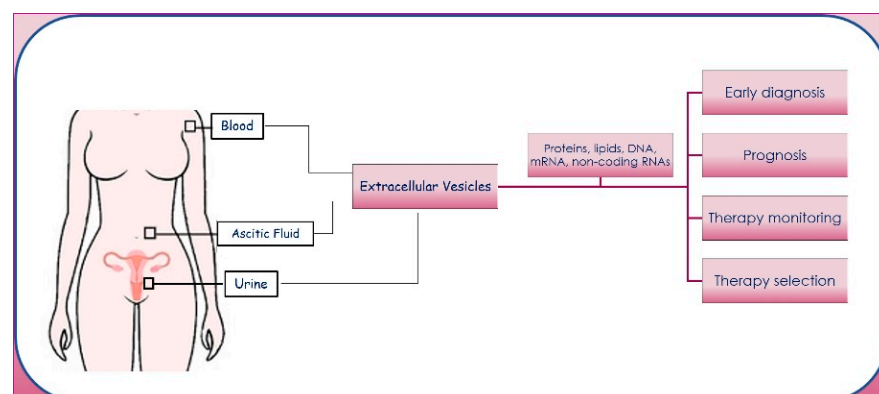 Blood
Ascitic Fluid
Urine
Extracellular Vesicles
Proteins, lipids, DNA,
mRNA, non-coding RNAs
Early diagnosis
Prognosis
Therapy monitoring
Therapy selection